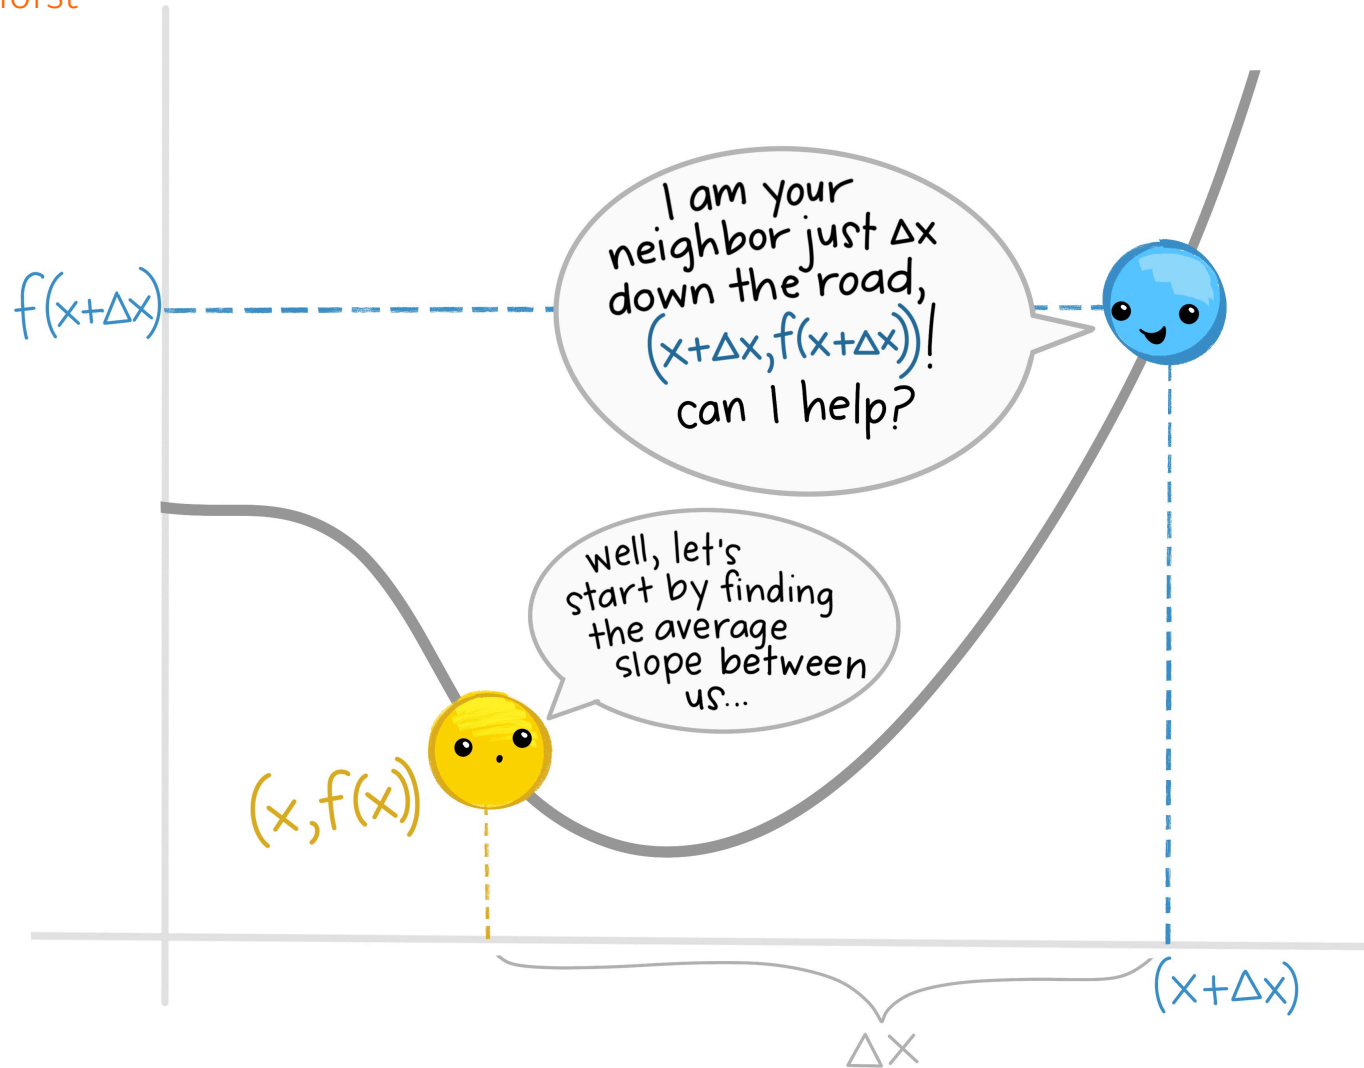 I am your
neighbor just Δx
down the road,
(x+Δx, f(x+Δx))!
can I help?
f(x+Δx)
well, let's
start by finding
the average
slope between
us...
(x, f(x))
(x+Δx)
Δx